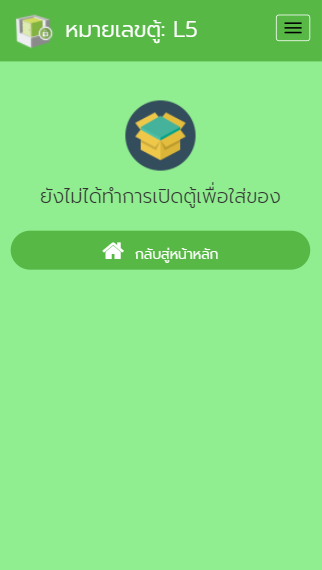 หมายเลขตู้: L5
ยังไม่ได้ทำการเปิดตู้เพื่อใส่ของ
กลับสู่หน้าหลัก